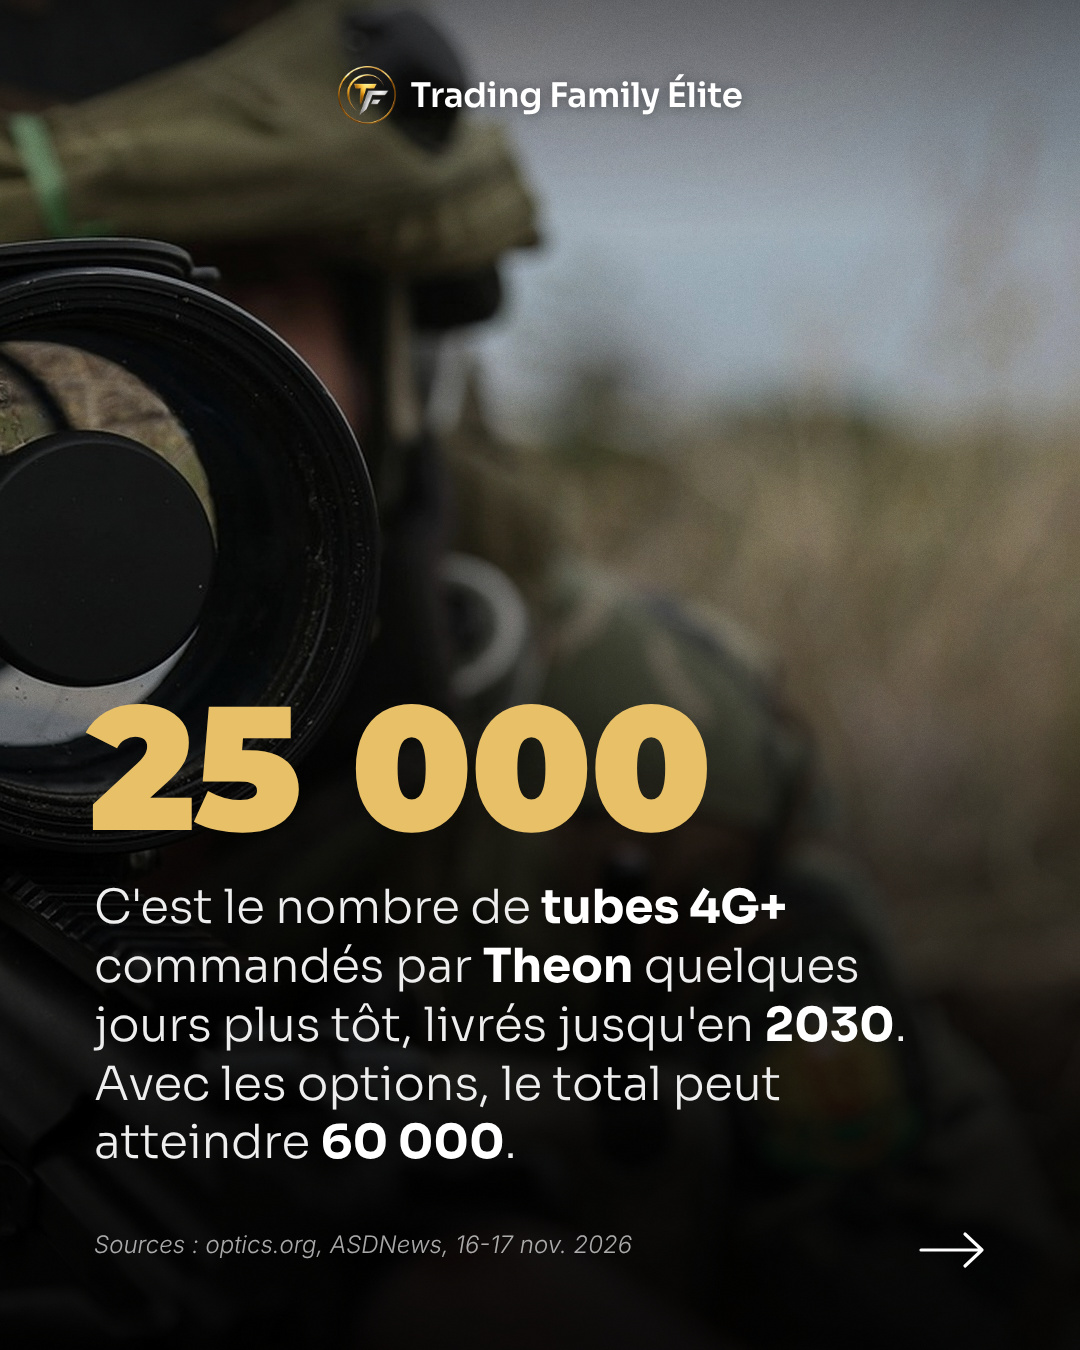 TF Trading Family Élite
25 000
C'est le nombre de tubes 4G+
commandés par Theon quelques
jours plus tôt, livrés jusqu'en 2030.
Avec les options, le total peut
atteindre 60 000.
Sources : optics.org, ASDNews, 16-17 nov. 2026